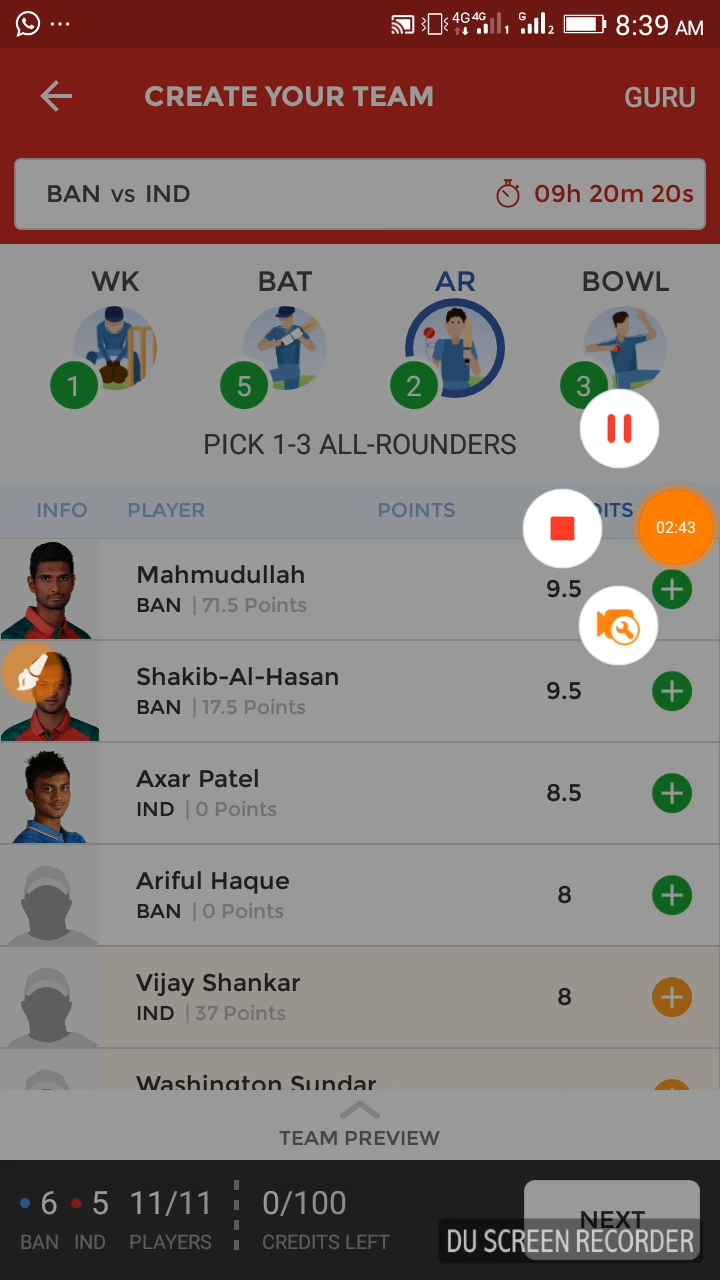 4G 4G 1 G 2 8:39 AM
CREATE YOUR TEAM GURU
BAN vs IND 09h 20m 20s
WK BAT AR BOWL
1 5 2 3
PICK 1-3 ALL-ROUNDERS
INFO PLAYER POINTS DITS
02:43
Mahmudullah
BAN | 71.5 Points 9.5
Shakib-Al-Hasan
BAN | 17.5 Points 9.5
Axar Patel
IND | 0 Points 8.5
Ariful Haque
BAN | 0 Points 8
Vijay Shankar
IND | 37 Points 8
Washington Sundar
TEAM PREVIEW
6 5 11/11 0/100 NEXT
BAN IND PLAYERS CREDITS LEFT
DU SCREEN RECORDER